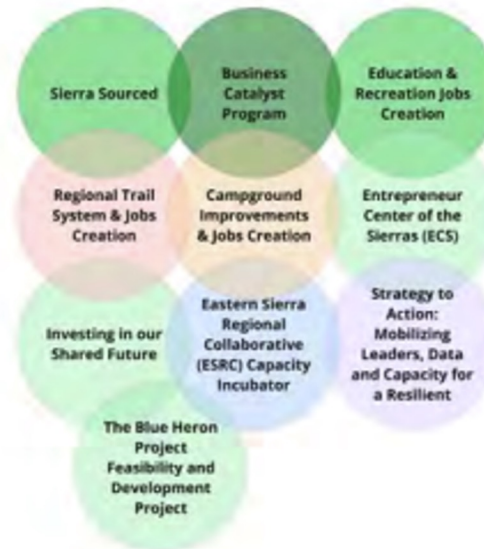 Sierra Sourced
Business
Catalyst
Program
Education &
Recreation Jobs
Creation
Regional Trail
System & Jobs
Creation
Campground
Improvements
& Jobs Creation
Entrepreneur
Center of the
Sierras (ECS)
Investing in our
Shared Future
Eastern Sierra
Regional
Collaborative
(ESRC) Capacity
Incubator
Strategy to
Action:
Mobilizing
Leaders, Data
and Capacity for
a Resilient
The Blue Heron
Project
Feasibility and
Development
Project